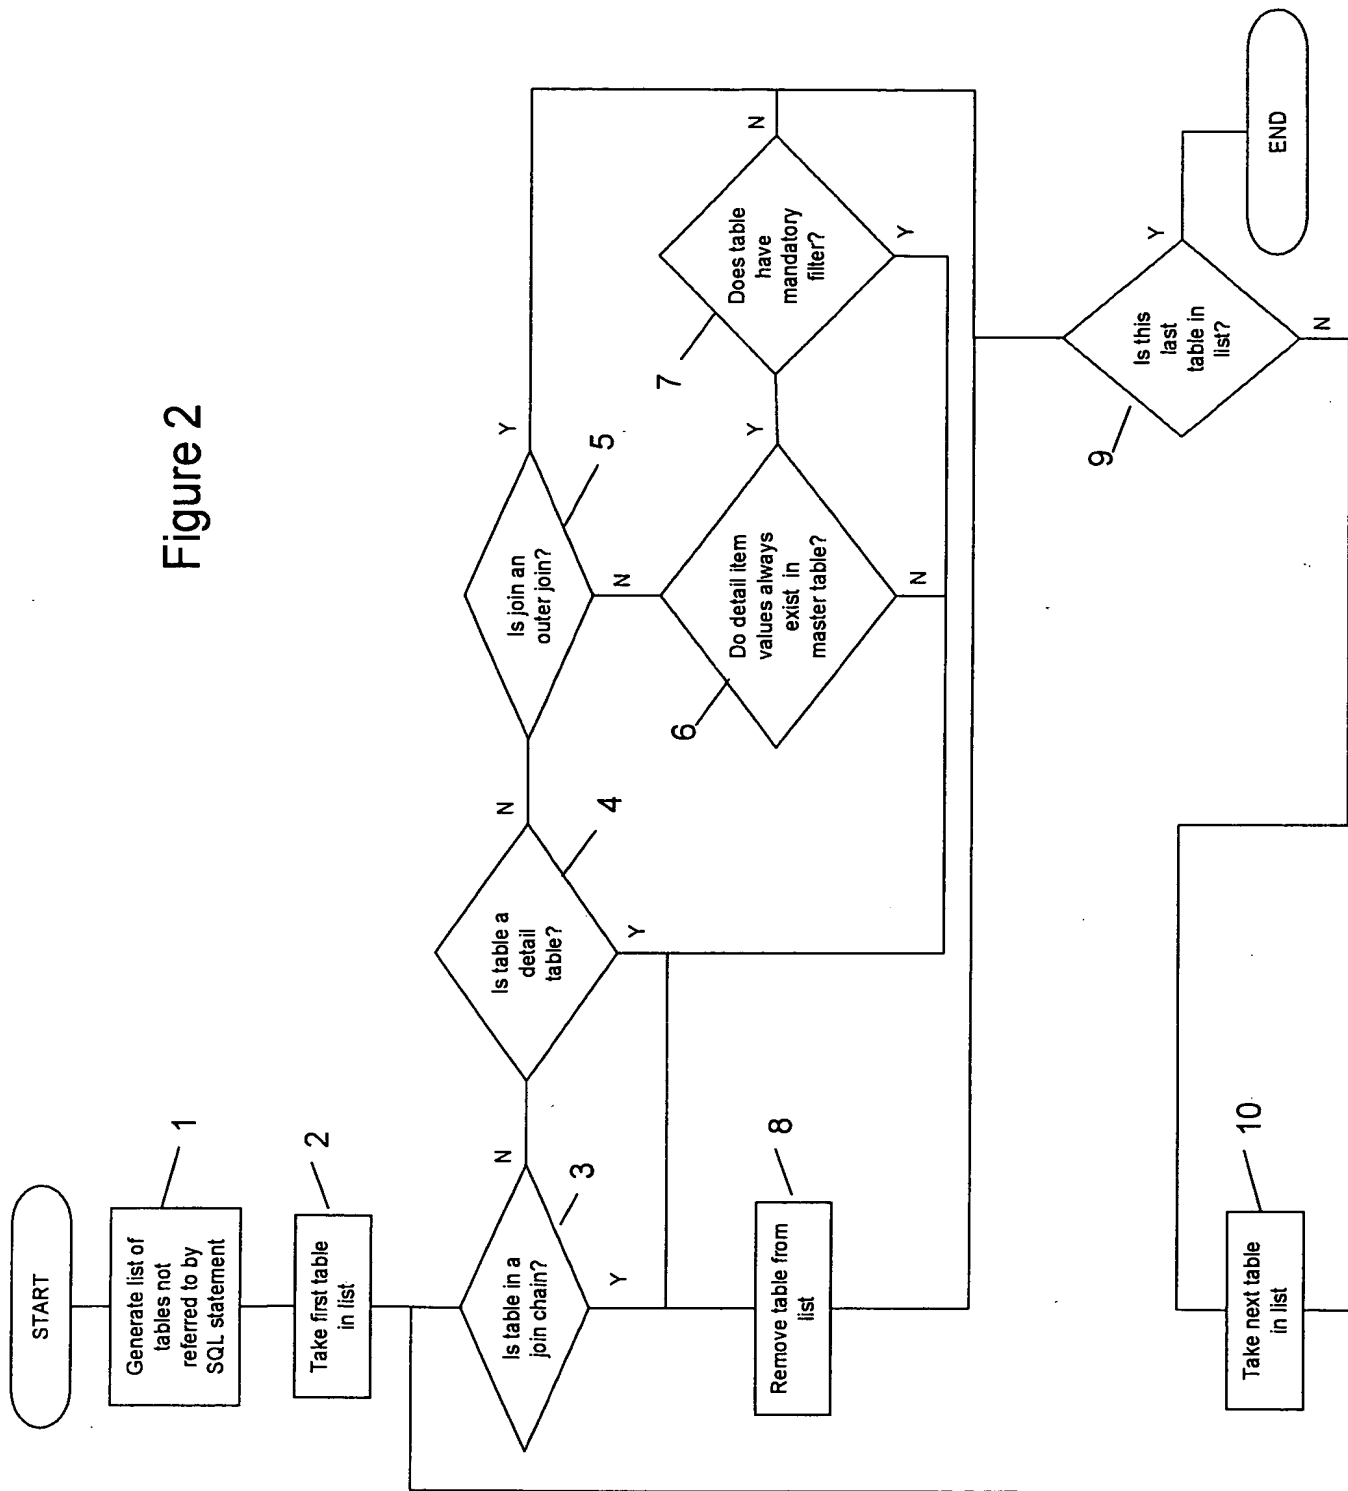 Figure 2
START
Generate list of
tables not
referred to by
SQL statement
1
Take first table
in list
2
Is table in a
join chain?
3
N
Y
Is table a
detail
table?
4
N
Y
Is join an
outer join?
5
Y
N
Do detail item
values always
exist in
master table?
6
Y
N
Does table
have
mandatory
filter?
7
N
Y
Remove table from
list
8
Is this
last
table in
list?
9
Y
N
END
Take next table
in list
10